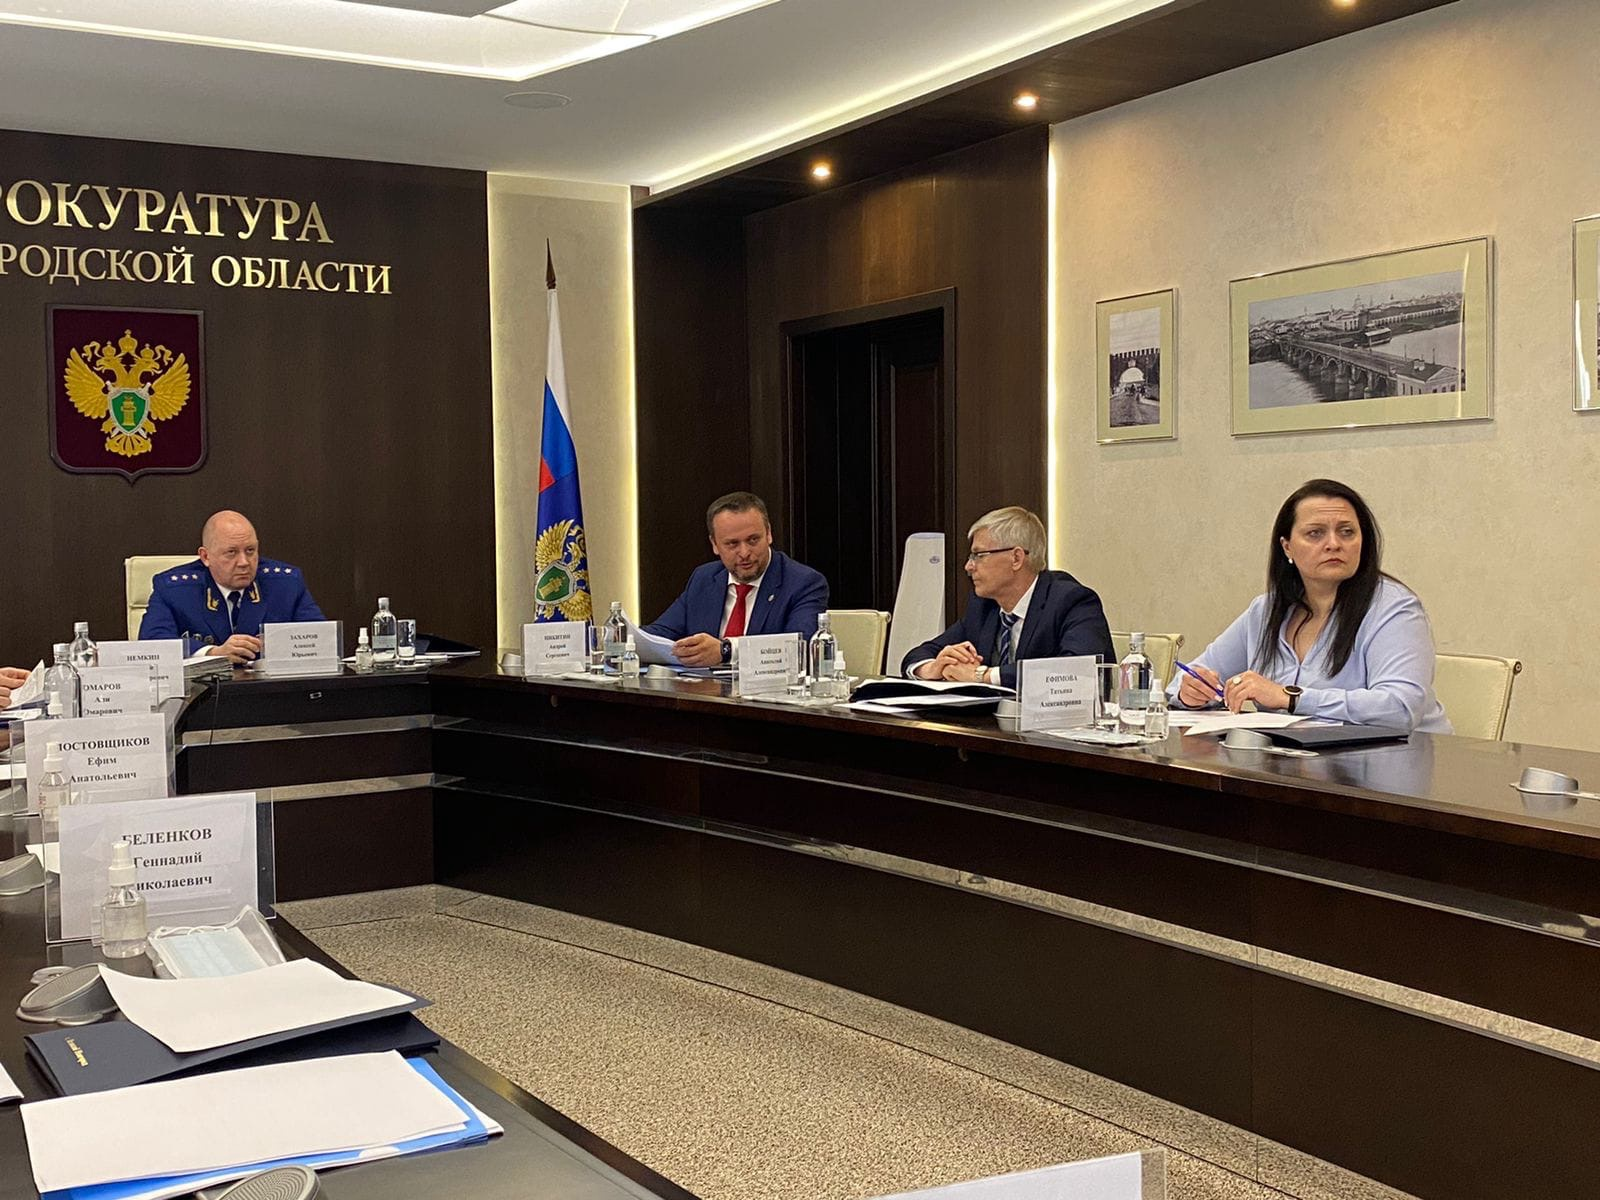 РОКУРАТУРА
РОДСКОЙ ОБЛАСТИ
ЗАХАРОВ
Алексей
Юрьевич
НИКИТИН
Андрей
Сергеевич
БОЙЦЕВ
Анатолий
Александрович
ЕФИМОВА
Татьяна
Александровна
НЕМКИН
ОМАРОВ
Али
Омарович
ПОСТОВЩИКОВ
Ефим
Анатольевич
БЕЛЕНКОВ
Геннадий
Николаевич